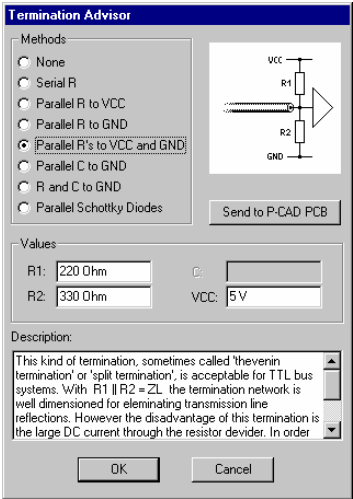 Termination Advisor
Methods
None
Serial R
Parallel R to VCC
Parallel R to GND
Parallel R's to VCC and GND
Parallel C to GND
R and C to GND
Parallel Schottky Diodes
VCC
R1
R2
GND
Send to P-CAD PCB
Values
R1: 220 Ohm
C:
R2: 330 Ohm
VCC: 5 V
Description:
This kind of termination, sometimes called 'thevenin
termination' or 'split termination', is acceptable for TTL bus
systems. With R1 || R2 = ZL the termination network is
well dimensioned for eleminating transmission line
reflections. However the disadvantage of this termination is
the large DC current through the resistor devider. In order
OK
Cancel